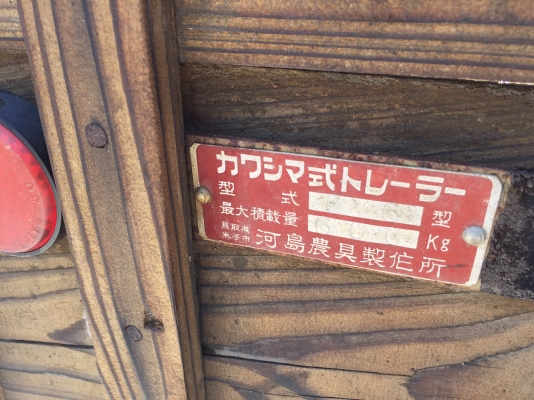 カワシマ式トレーラー
型式 型
最大積載量 Kg
鳥取県
米子市 河島農具製作所